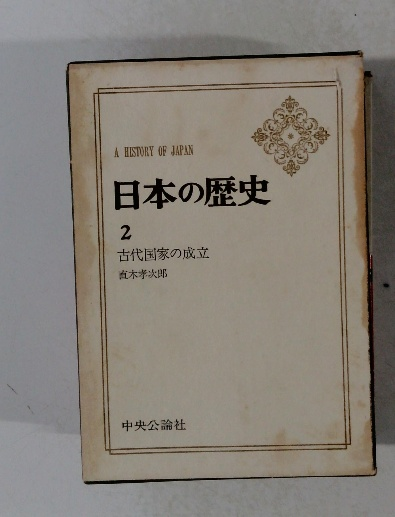 A HISTORY OF JAPAN
日本の歴史
2
古代国家の成立
直木孝次郎
中央公論社